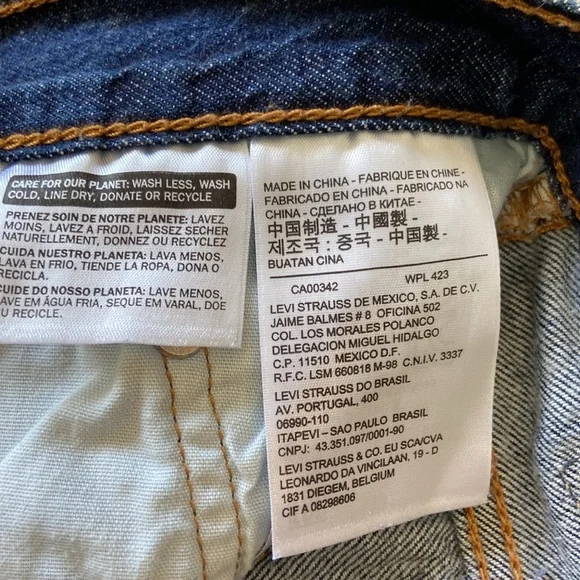 CARE FOR OUR PLANET: WASH LESS, WASH
COLD, LINE DRY, DONATE OR RECYCLE
PRENEZ SOIN DE NOTRE PLANETE: LAVEZ
MOINS, LAVEZ A FROID, LAISSEZ SECHER
NATURELLEMENT, DONNEZ OU RECYCLEZ
CUIDA NUESTRO PLANETA: LAVA MENOS,
LAVA EN FRIO, TIENDE LA ROPA, DONA O
RECICLA.
CUIDE DO NOSSO PLANETA: LAVE MENOS,
LAVE EM ÁGUA FRIA, SEQUE EM VARAL, DOE
OU RECICLE.
MADE IN CHINA - FABRIQUE EN CHINE -
FABRICADO EN CHINA - FABRICADO NA
CHINA - СДЕЛАНО В КИТАЕ -
中国制造 - 中國製 -
제조국 : 중국 - 中国製 -
BUATAN CINA
CA00342 WPL 423
LEVI STRAUSS DE MEXICO, S.A. DE C.V.
JAIME BALMES # 8 OFICINA 502
COL. LOS MORALES POLANCO
DELEGACION MIGUEL HIDALGO
C.P. 11510 MEXICO D.F.
R.F.C. LSM 660818 M-98 C.N.I.V. 3337
LEVI STRAUSS DO BRASIL
AV. PORTUGAL, 400
06990-110
ITAPEVI – SAO PAULO BRASIL
CNPJ: 43.351.097/0001-90
LEVI STRAUSS & CO. EU SCA/CVA
LEONARDO DA VINCILAAN, 19 - D
1831 DIEGEM, BELGIUM
CIF A 08298606